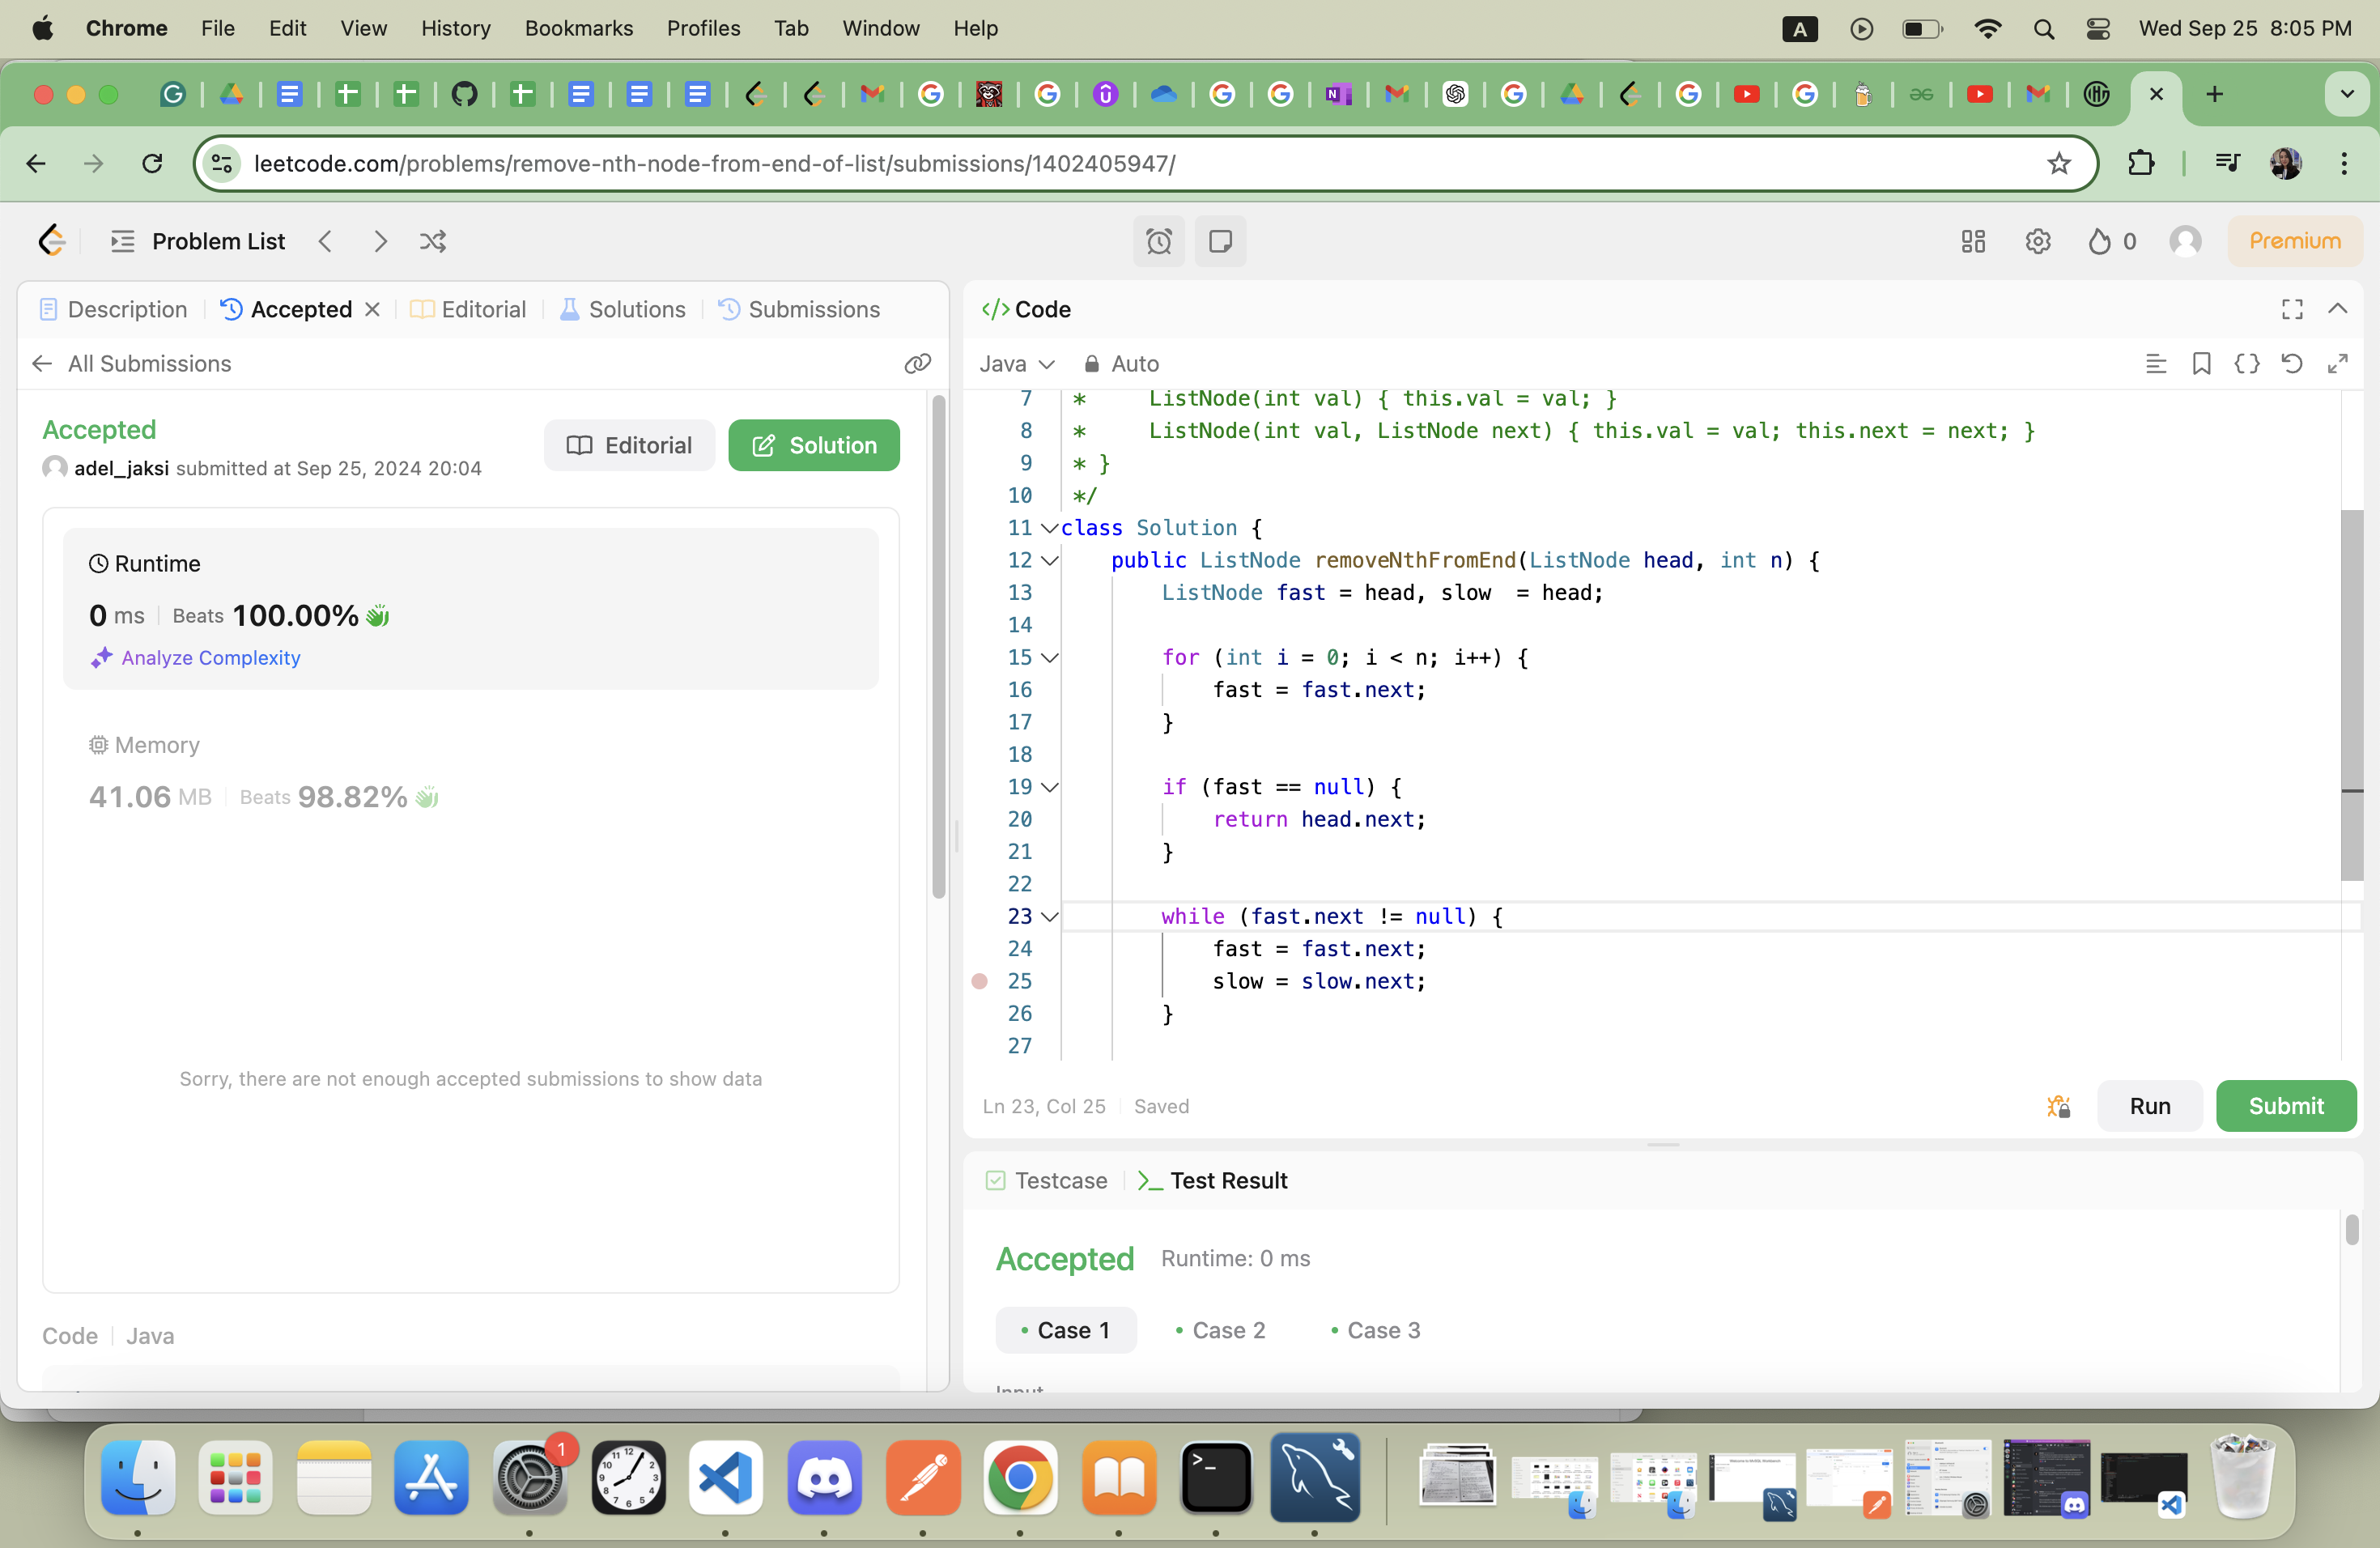 Chrome File Edit View History Bookmarks Profiles Tab Window Help A Wed Sep 25 8:05 PM
leetcode.com/problems/remove-nth-node-from-end-of-list/submissions/1402405947/
Problem List 0 Premium
Description Accepted Editorial Solutions Submissions
All Submissions
Accepted
adel_jaksi submitted at Sep 25, 2024 20:04
Editorial Solution
Runtime
0 ms Beats 100.00%
Analyze Complexity
Memory
41.06 MB Beats 98.82%
Sorry, there are not enough accepted submissions to show data
Code Java
</> Code
Java Auto
7 * ListNode(int val) { this.val = val; }
8 * ListNode(int val, ListNode next) { this.val = val; this.next = next; }
9 * }
10 */
11 class Solution {
12 public ListNode removeNthFromEnd(ListNode head, int n) {
13 ListNode fast = head, slow  = head;
14
15 for (int i = 0; i < n; i++) {
16 fast = fast.next;
17 }
18
19 if (fast == null) {
20 return head.next;
21 }
22
23 while (fast.next != null) {
24 fast = fast.next;
25 slow = slow.next;
26 }
27
Ln 23, Col 25 Saved
Run Submit
Testcase >_ Test Result
Accepted Runtime: 0 ms
Case 1 Case 2 Case 3
Input
1